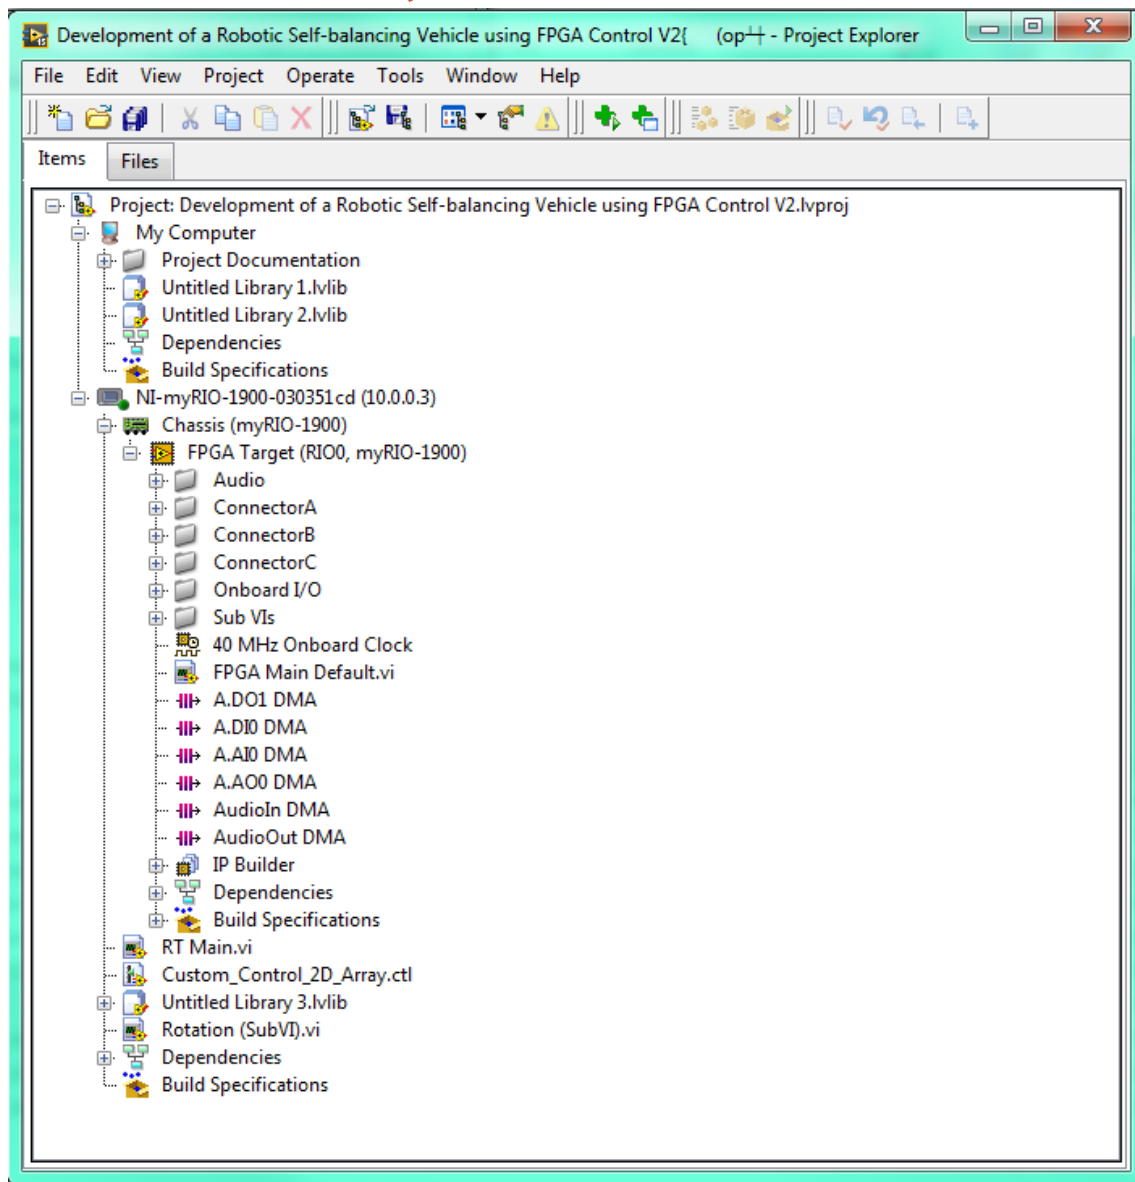 Development of a Robotic Self-balancing Vehicle using FPGA Control V2{ (op - Project Explorer
File Edit View Project Operate Tools Window Help
Items Files
Project: Development of a Robotic Self-balancing Vehicle using FPGA Control V2.lvproj
My Computer
Project Documentation
Untitled Library 1.lvlib
Untitled Library 2.lvlib
Dependencies
Build Specifications
NI-myRIO-1900-030351cd (10.0.0.3)
Chassis (myRIO-1900)
FPGA Target (RIO0, myRIO-1900)
Audio
ConnectorA
ConnectorB
ConnectorC
Onboard I/O
Sub VIs
40 MHz Onboard Clock
FPGA Main Default.vi
A.DO1 DMA
A.DI0 DMA
A.AI0 DMA
A.AO0 DMA
AudioIn DMA
AudioOut DMA
IP Builder
Dependencies
Build Specifications
RT Main.vi
Custom_Control_2D_Array.ctl
Untitled Library 3.lvlib
Rotation (SubVI).vi
Dependencies
Build Specifications